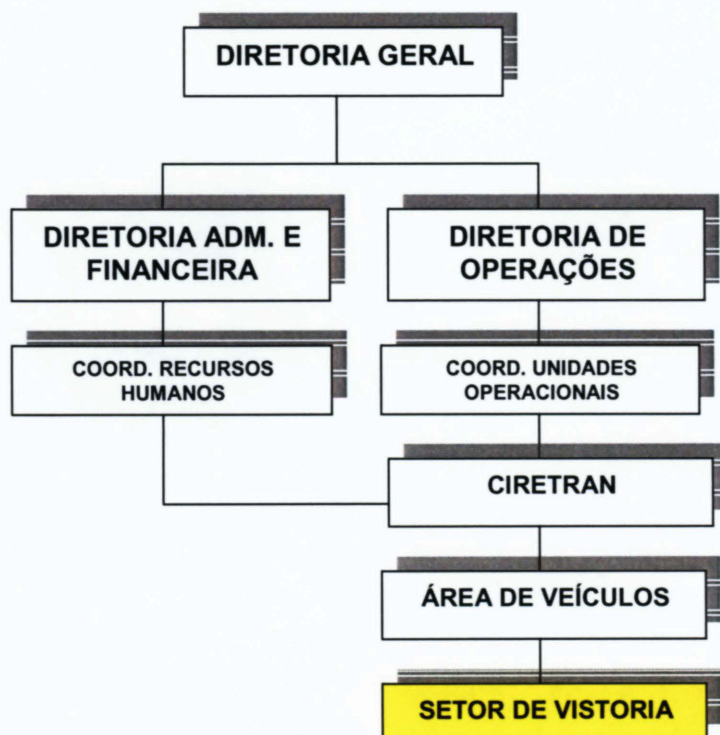 DIRETORIA GERAL
DIRETORIA ADM. E
FINANCEIRA
DIRETORIA DE
OPERAÇÕES
COORD. RECURSOS
HUMANOS
COORD. UNIDADES
OPERACIONAIS
CIRETRAN
ÁREA DE VEÍCULOS
SETOR DE VISTORIA